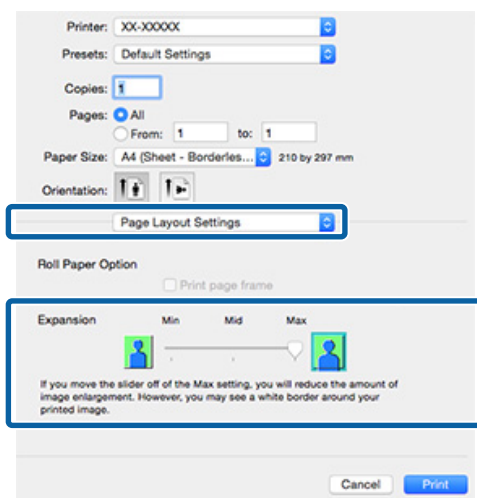 Printer: XX-XXXXX
Presets: Default Settings
Copies: 1
Pages: All
From: 1 to: 1
Paper Size: A4 (Sheet - Borderles... 210 by 297 mm
Orientation:
Page Layout Settings
Roll Paper Option
Print page frame
Expansion Min Mid Max
If you move the slider off of the Max setting, you will reduce the amount of
image enlargement. However, you may see a white border around your
printed image.
Cancel Print